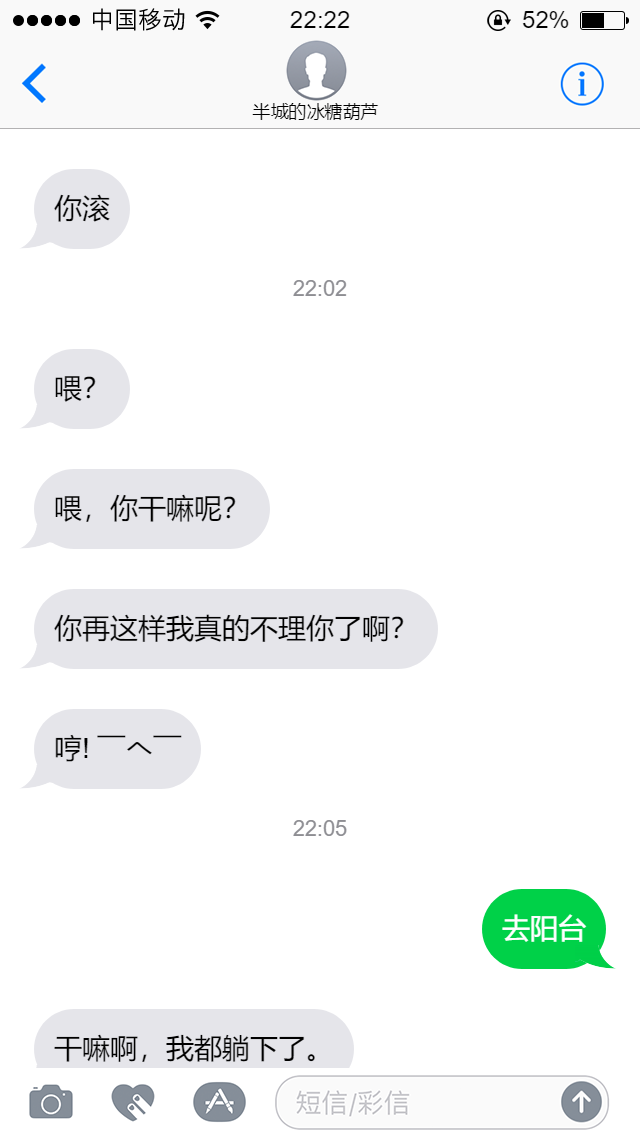 中国移动 22:22 52%
半城的冰糖葫芦
你滚
22:02
喂?
喂，你干嘛呢?
你再这样我真的不理你了啊?
哼! ￣へ￣
22:05
去阳台
干嘛啊，我都躺下了。
短信/彩信